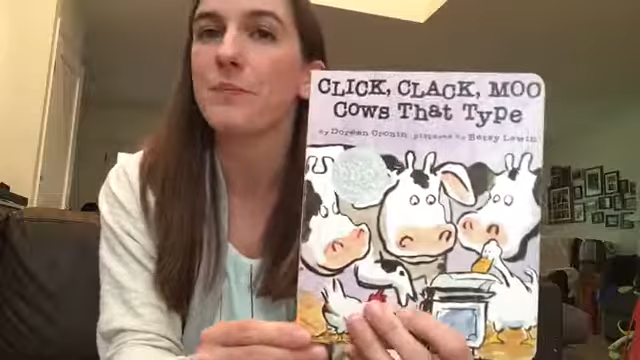 CLICK, CLACK, MOO
COWS THAT TYPE
by Doreen Cronin pictures by Betsy Lewin